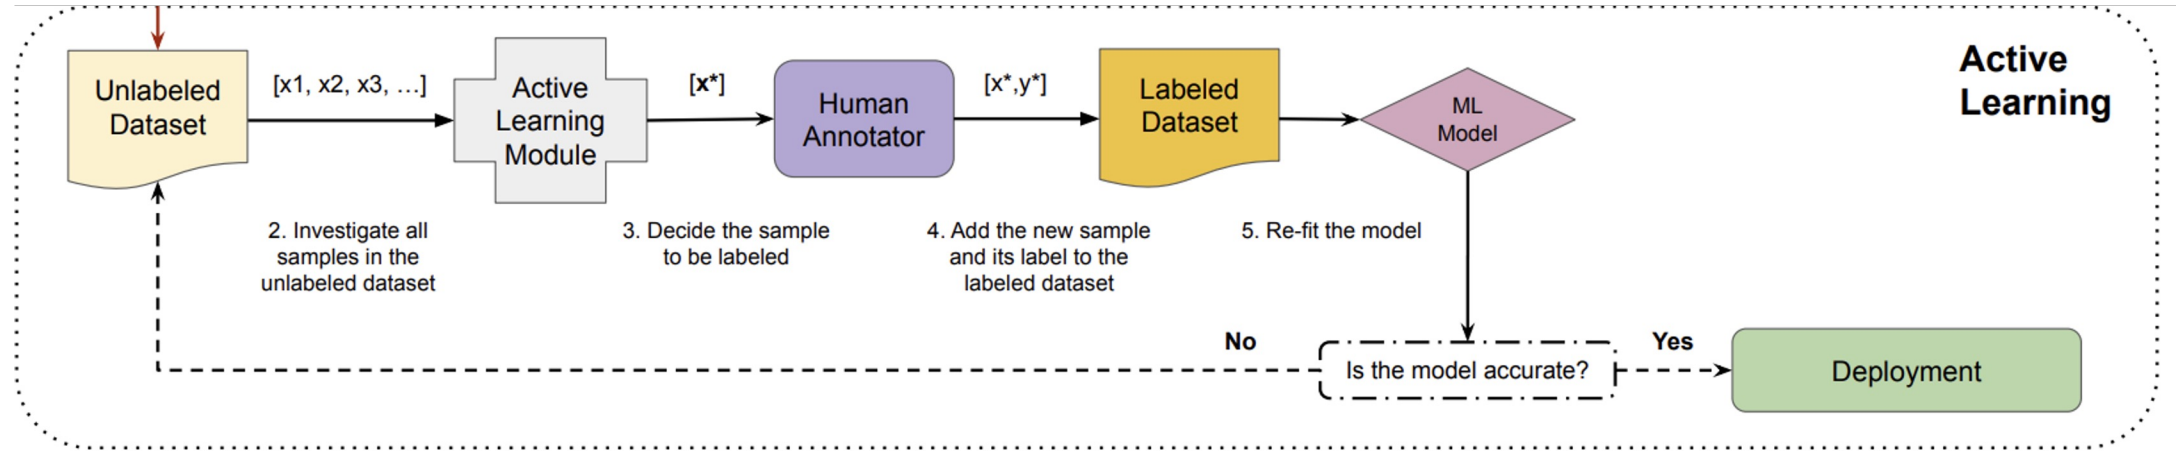 Active
Learning
Unlabeled
Dataset
[x1, x2, x3, ...]
Active
Learning
Module
[x*]
Human
Annotator
[x*,y*]
Labeled
Dataset
ML
Model
2. Investigate all
samples in the
unlabeled dataset
3. Decide the sample
to be labeled
4. Add the new sample
and its label to the
labeled dataset
5. Re-fit the model
No
Is the model accurate?
Yes
Deployment